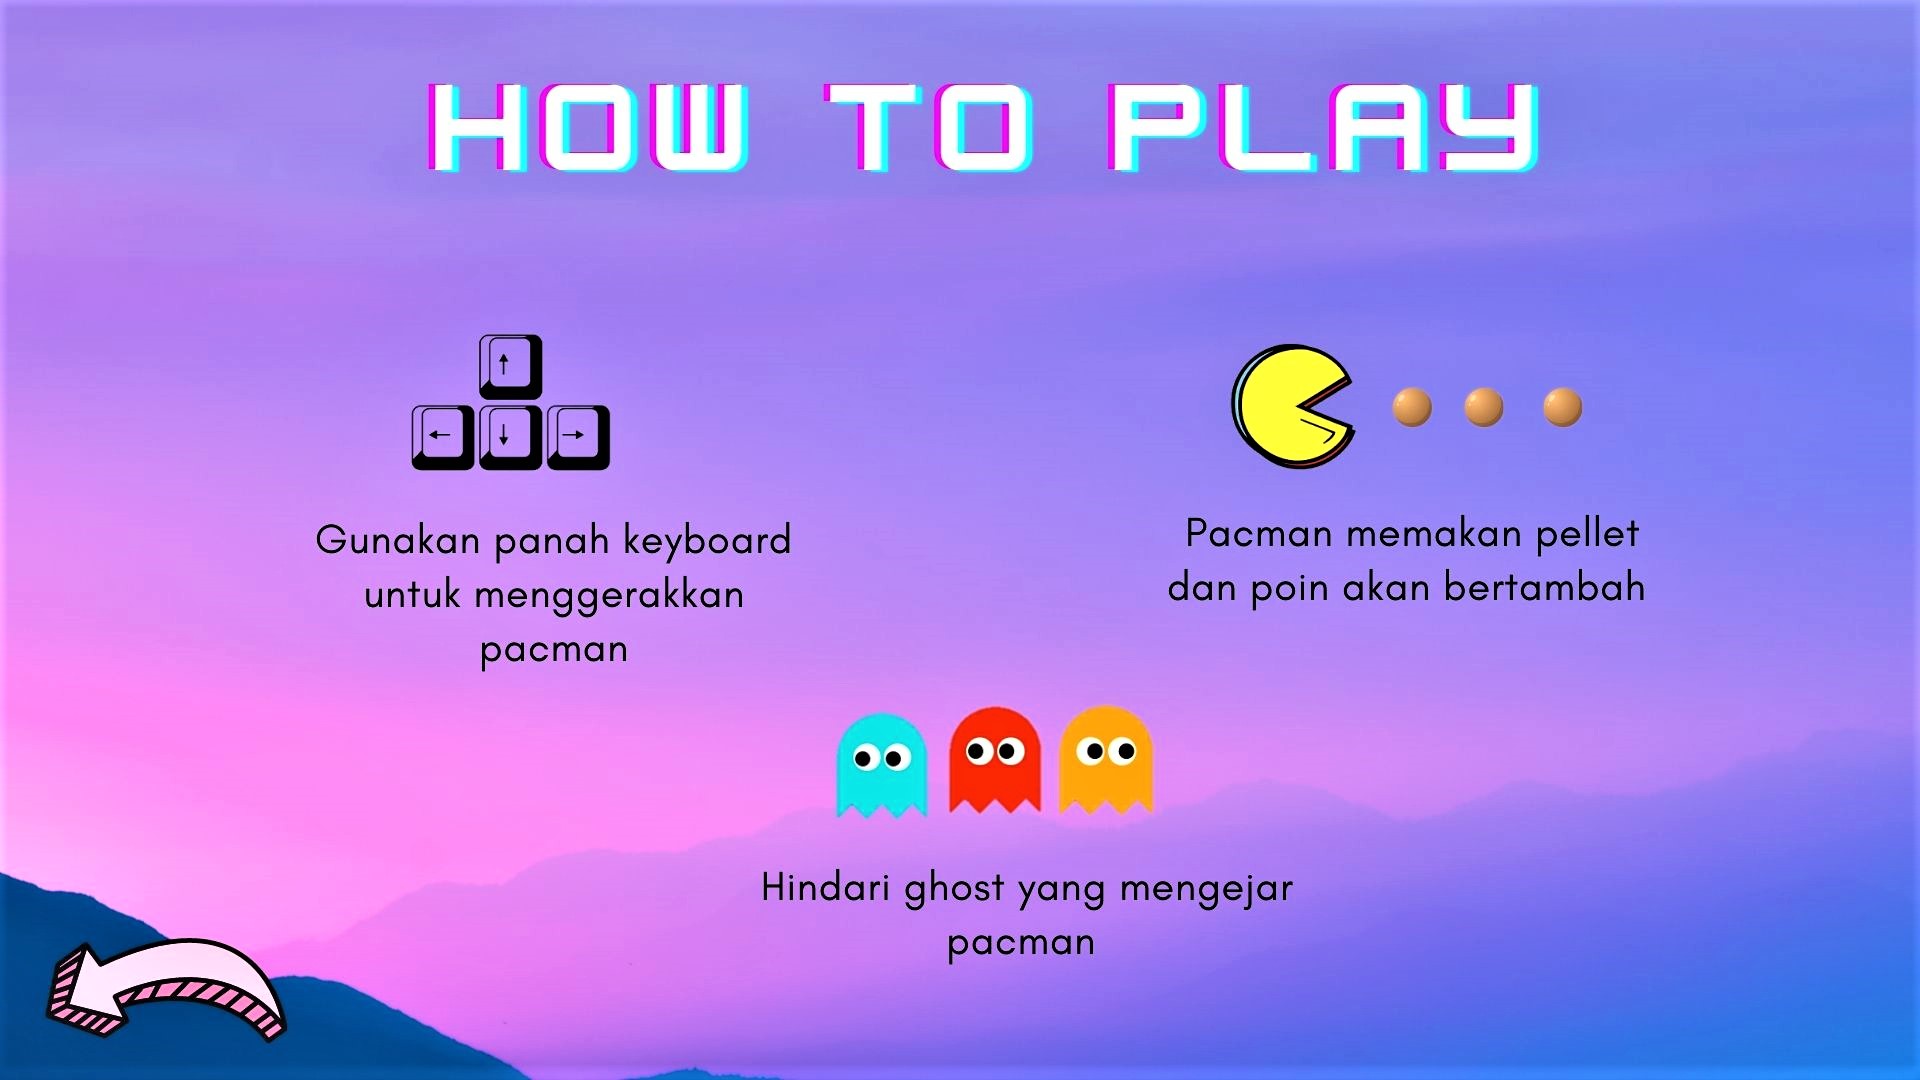 HOW TO PLAY
↑
← ↓ →
Gunakan panah keyboard
untuk menggerakkan
pacman
Pacman memakan pellet
dan poin akan bertambah
Hindari ghost yang mengejar
pacman